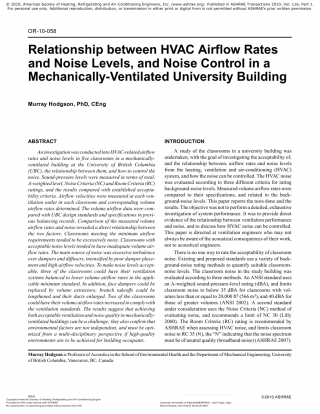 © 2010, American Society of Heating, Refrigerating and Air-Conditioning Engineers, Inc. (www.ashrae.org). Published in ASHRAE Transactions 2010, Vol. 116, Part 1.
For personal use only. Additional reproduction, distribution, or transmission in either print or digital form is not permitted without ASHRAE's prior written permission.
OR-10-058
Relationship between HVAC Airflow Rates
and Noise Levels, and Noise Control in a
Mechanically-Ventilated University Building
Murray Hodgson, PhD, CEng
ABSTRACT
An investigation was conducted into HVAC-related airflow
rates and noise levels in five classrooms in a mechanically-
ventilated building at the University of British Columbia
(UBC), the relationship between them, and how to control the
noise. Sound-pressure levels were measured in terms of total,
A-weighted level, Noise Criteria (NC) and Room Criteria (RC)
ratings, and the results compared with established accepta-
bility criteria. Airflow velocities were measured at each ven-
tilation outlet in each classroom and corresponding volume
airflow rates determined. The volume airflow data were com-
pared with UBC design standards and specifications in previ-
ous balancing records. Comparison of the measured volume
airflow rates and noise revealed a direct relationship between
the two factors. Classrooms meeting the minimum airflow
requirements tended to be excessively noisy. Classrooms with
acceptable noise levels tended to have inadequate volume air-
flow rates. The main source of noise was excessive turbulence
over dampers and diffusers, intensified by poor damper place-
ment and high airflow velocities. To make noise levels accept-
able, three of the classrooms could have their ventilation
systems balanced to lower volume airflow rates to the appli-
cable minimum standard. In addition, face dampers could be
replaced by volume extractors; branch takeoffs could be
lengthened and their ducts enlarged. Two of the classrooms
could have their volume airflow rates increased to comply with
the ventilation standards. The results suggest that achieving
both acceptable ventilation and noise quality in mechanically-
ventilated buildings can be a challenge; they also confirm that
environmental factors are not independent, and must be opti-
mized from a multi-disciplinary perspective if high-quality
environments are to be achieved for building occupants.
INTRODUCTION
A study of the classrooms in a university building was
undertaken, with the goal of investigating the acceptability of,
and the relationship between, airflow rates and noise levels
from the heating, ventilation and air-conditioning (HVAC)
system, and how the noise can be controlled. The HVAC noise
was evaluated according to three different criteria for rating
background-noise levels. Measured volume airflow rates were
compared to their specifications, and related to the back-
ground-noise levels. This paper reports the tests done and the
results. The objective was not to perform a detailed, exhaustive
investigation of system performance. It was to provide direct
evidence of the relationship between ventilation performance
and noise, and to discuss how HVAC noise can be controlled.
This paper is directed at ventilation engineers who may not
always be aware of the acoustical consequences of their work,
not to acoustical engineers.
There is no one way to rate the acceptability of classroom
noise. Existing and proposed standards use a variety of back-
ground-noise rating methods to quantify suitable classroom
noise levels. The classroom noise in the study building was
evaluated according to three methods. An ANSI standard uses
an A-weighted sound-pressure-level rating (dBA), and limits
classroom noise to below 35 dBA for classrooms with vol-
umes less than or equal to 20,000 ft³ (566 m³), and 40 dBA for
those of greater volumes (ANSI 2002). A second standard
under consideration uses the Noise Criteria (NC) method of
evaluating noise, and recommends a limit of NC 30 (Lilly
2000). The Room Criteria (RC) rating is recommended by
ASHRAE when assessing HVAC noise, and limits classroom
noise to RC 35 (N), the "N" indicating that the noise spectrum
must be of neutral quality (broadband noise) (ASHRAE 2007).
Murray Hodgson is Professor of Acoustics in the School of Environmental Health and the Department of Mechanical Engineering, University
of British Columbia, Vancouver, BC, Canada.
©2010 ASHRAE